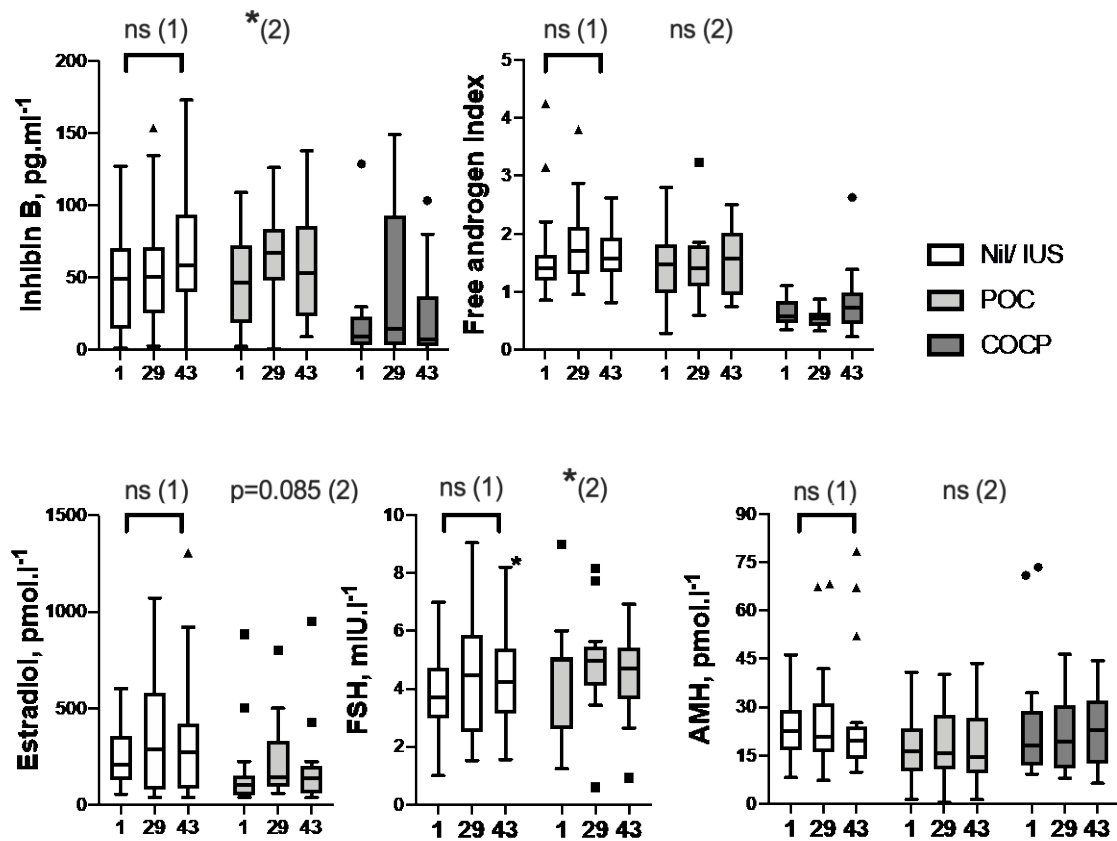 ns (1) *(2)
200
150
100
50
0
Inhibin B, pg.ml-1
1 29 43 1 29 43 1 29 43
ns (1) ns (2)
5
4
3
2
1
0
Free androgen Index
1 29 43 1 29 43 1 29 43
Nil/ IUS
POC
COCP
ns (1) p=0.085 (2)
1500
1000
500
0
Estradiol, pmol.l-1
1 29 43 1 29 43
ns (1) *(2)
10
8
6
4
2
0
FSH, mIU.l-1
*
1 29 43 1 29 43
ns (1) ns (2)
90
75
60
45
30
15
0
AMH, pmol.l-1
1 29 43 1 29 43 1 29 43